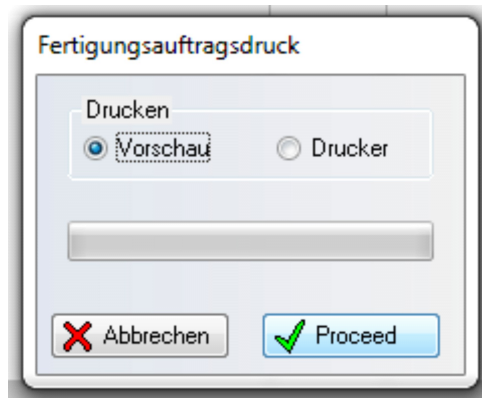 Fertigungsauftragsdruck
Drucken
Vorschau Drucker
Abbrechen Proceed